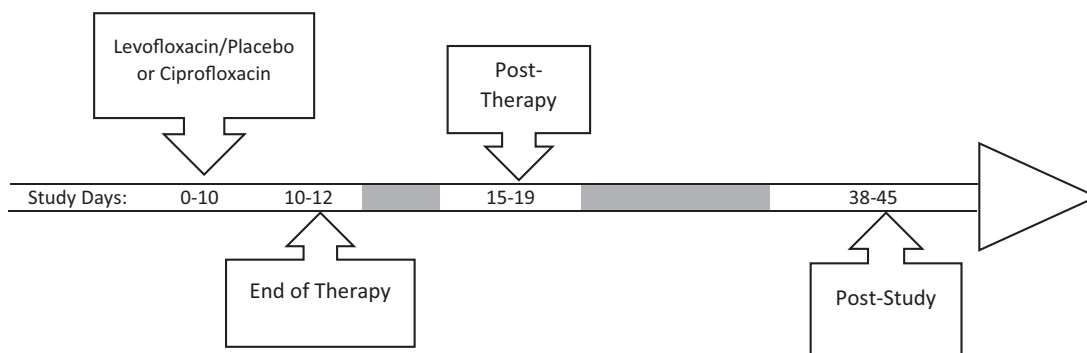 Levofloxacin/Placebo
or Ciprofloxacin
Post-
Therapy
Study Days: 0-10 10-12 15-19 38-45
End of Therapy
Post-Study